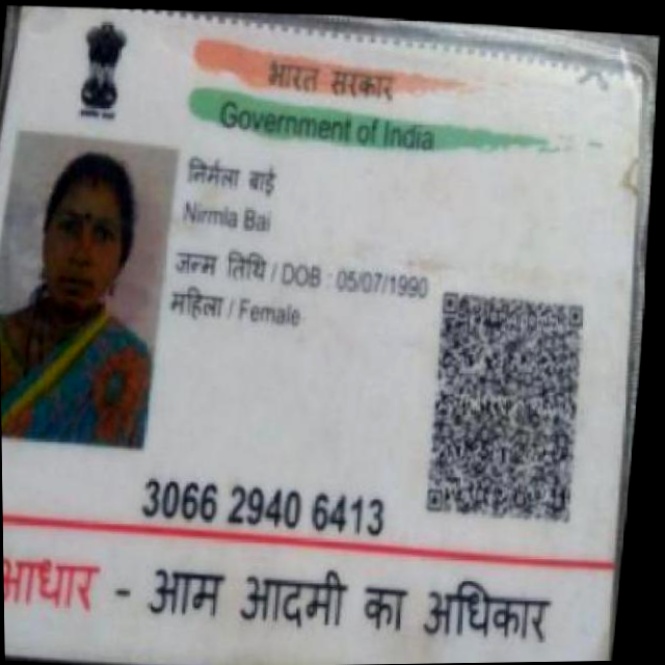 भारत सरकार
Government of India
निर्मला बाई
Nirmla Bai
जन्म तिथि / DOB : 05/07/1990
महिला / Female
3066 2940 6413
आधार - आम आदमी का अधिकार